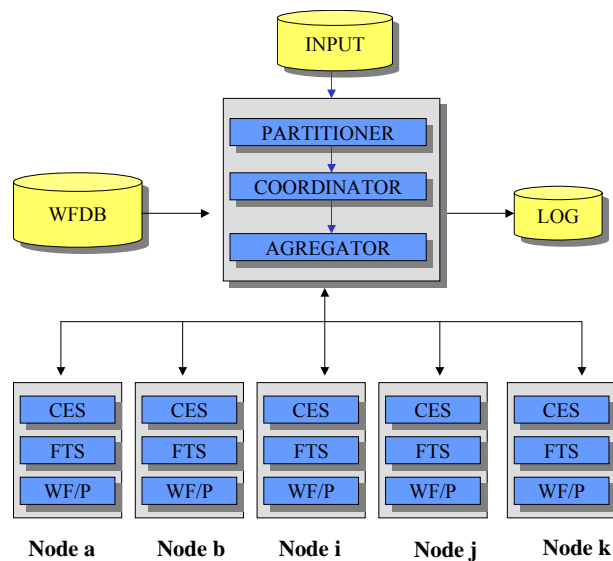 INPUT
PARTITIONER
COORDINATOR
AGREGATOR
WFDB
LOG
CES CES CES CES CES
FTS FTS FTS FTS FTS
WF/P WF/P WF/P WF/P WF/P
Node a Node b Node i Node j Node k